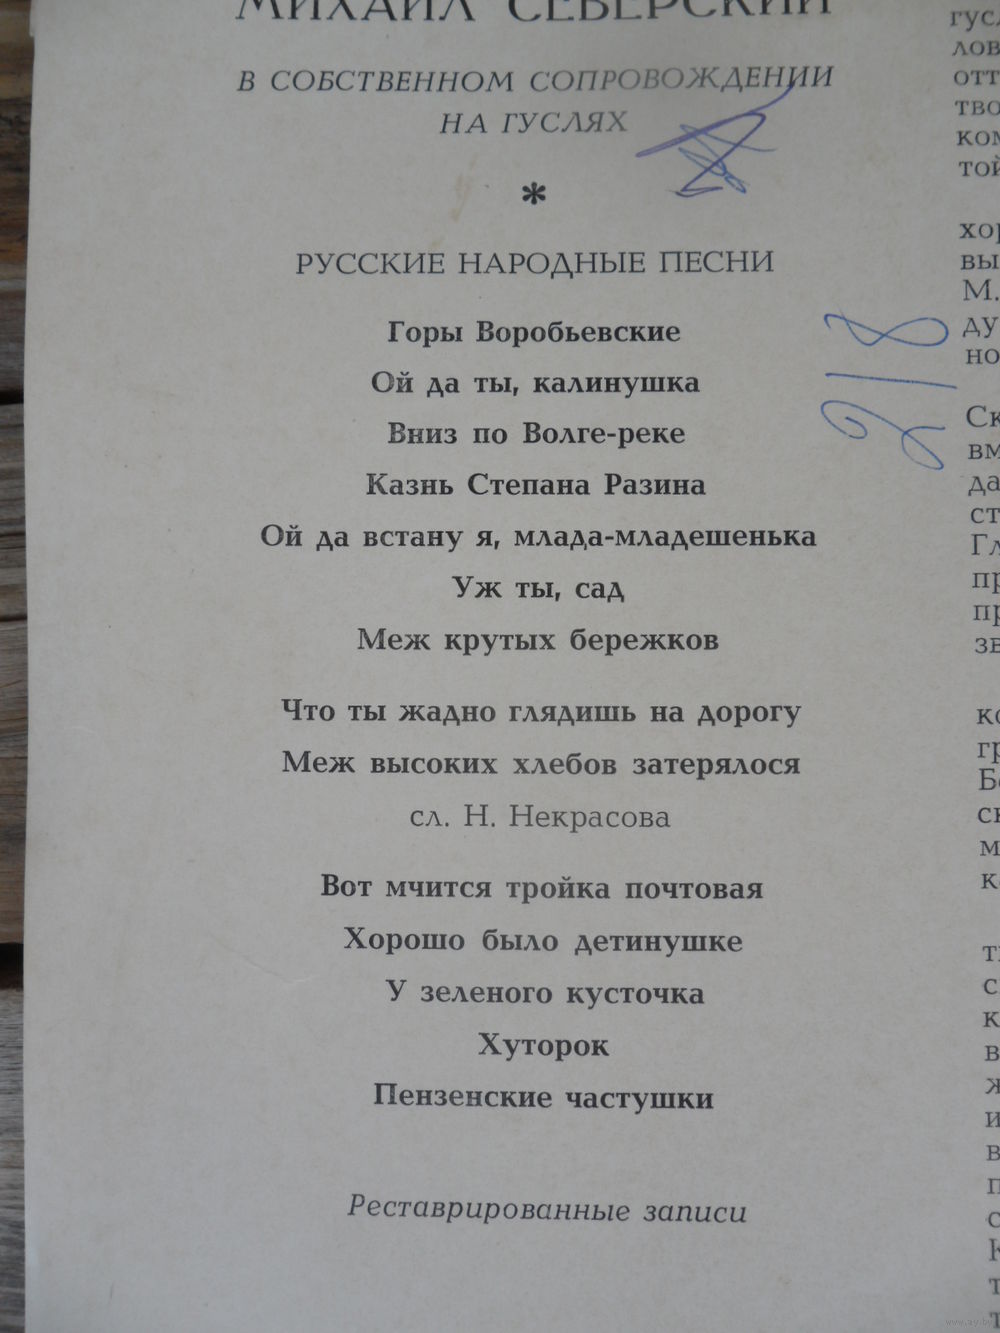 МИХАИЛ СЕВЕРСКИЙ
В СОБСТВЕННОМ СОПРОВОЖДЕНИИ
НА ГУСЛЯХ
*
РУССКИЕ НАРОДНЫЕ ПЕСНИ
Горы Воробьевские
Ой да ты, калинушка
Вниз по Волге-реке
Казнь Степана Разина
Ой да встану я, млада-младешенька
Уж ты, сад
Меж крутых бережков
Что ты жадно глядишь на дорогу
Меж высоких хлебов затерялося
сл. Н. Некрасова
Вот мчится тройка почтовая
Хорошо было детинушке
У зеленого кусточка
Хуторок
Пензенские частушки
Реставрированные записи